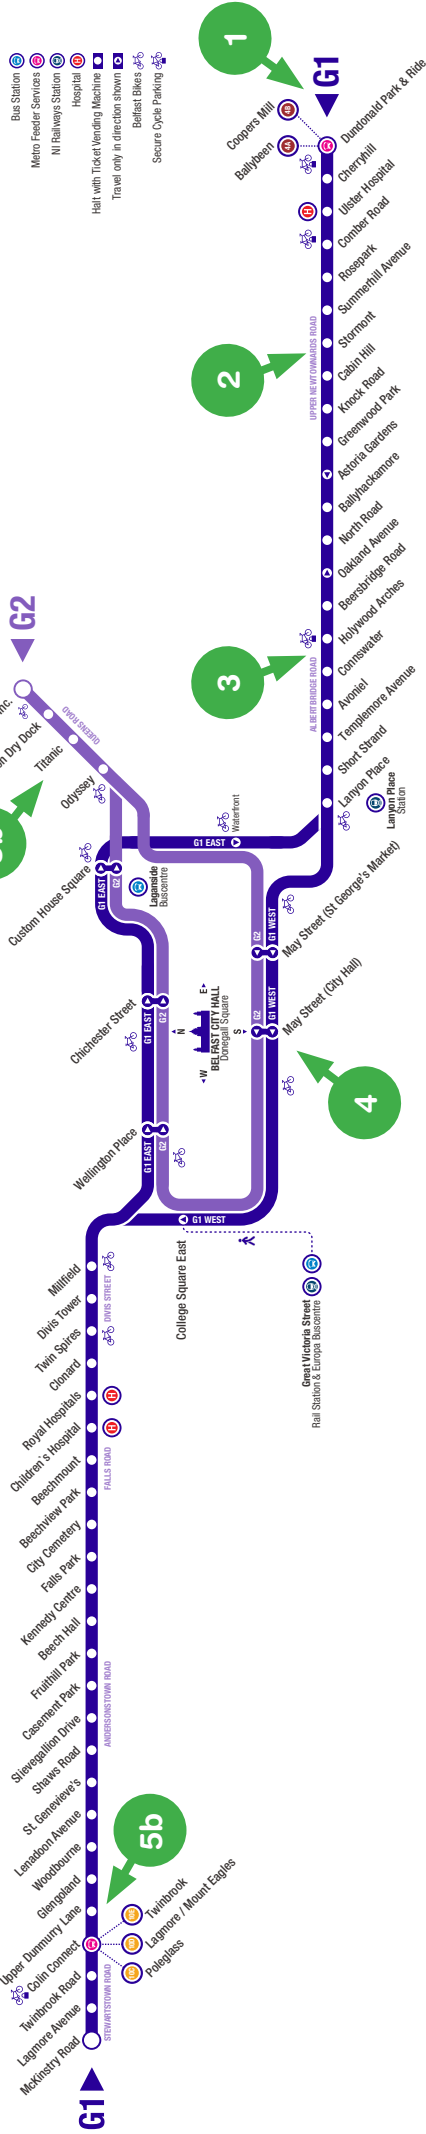 Bus Station
Metro Feeder Services
NI Railways Station
Hospital
Halt with Ticket Vending Machine
Travel only in direction shown
Belfast Bikes
Secure Cycle Parking
G1
McKinstry Road
Lagmore Avenue
Twinbrook Road
Colin Connect
Upper Dunmurry Lane
Glengoland
Woodbourne
Lenadoon Avenue
St. Genevieve's
Shaws Road
Slievegallion Drive
Casement Park
Fruithill Park
Beech Hall
Kennedy Centre
Falls Park
City Cemetery
Beechview Park
Beechmount
Children's Hospital
Royal Hospitals
Clonard
Twin Spires
Divis Tower
Millfield
STEWARTSTOWN ROAD
ANDERSONSTOWN ROAD
FALLS ROAD
DIVIS STREET
Poleglass
Lagmore / Mount Eagles
Twinbrook
5b
H
H
College Square East
G1 WEST
Great Victoria Street
Rail Station & Europa Buscentre
Wellington Place
G1 EAST
G2
Chichester Street
G1 EAST
G2
Custom House Square
G1 EAST
G2
Laganside
Buscentre
N
W
E
S
BELFAST CITY HALL
Donegall Square
G2
G1 WEST
May Street (City Hall)
G2
G1 WEST
May Street (St George's Market)
4
G1 EAST
Waterfront
Odyssey
Titanic
Dry Dock
QUEENS ROAD
G2
Lanyon Place
Station
Lanyon Place
Short Strand
Templemore Avenue
Avoniel
Connswater
Holywood Arches
Beersbridge Road
Oakland Avenue
North Road
Ballyhackamore
Astoria Gardens
Greenwood Park
Knock Road
Cabin Hill
Stormont
Summerhill Avenue
Rosepark
Comber Road
Ulster Hospital
Cherryhill
Dundonald Park & Ride
ALBERTBRIDGE ROAD
UPPER NEWTOWNARDS ROAD
3
2
H
Ballybeen
4A
Coopers Mill
4B
G1
1